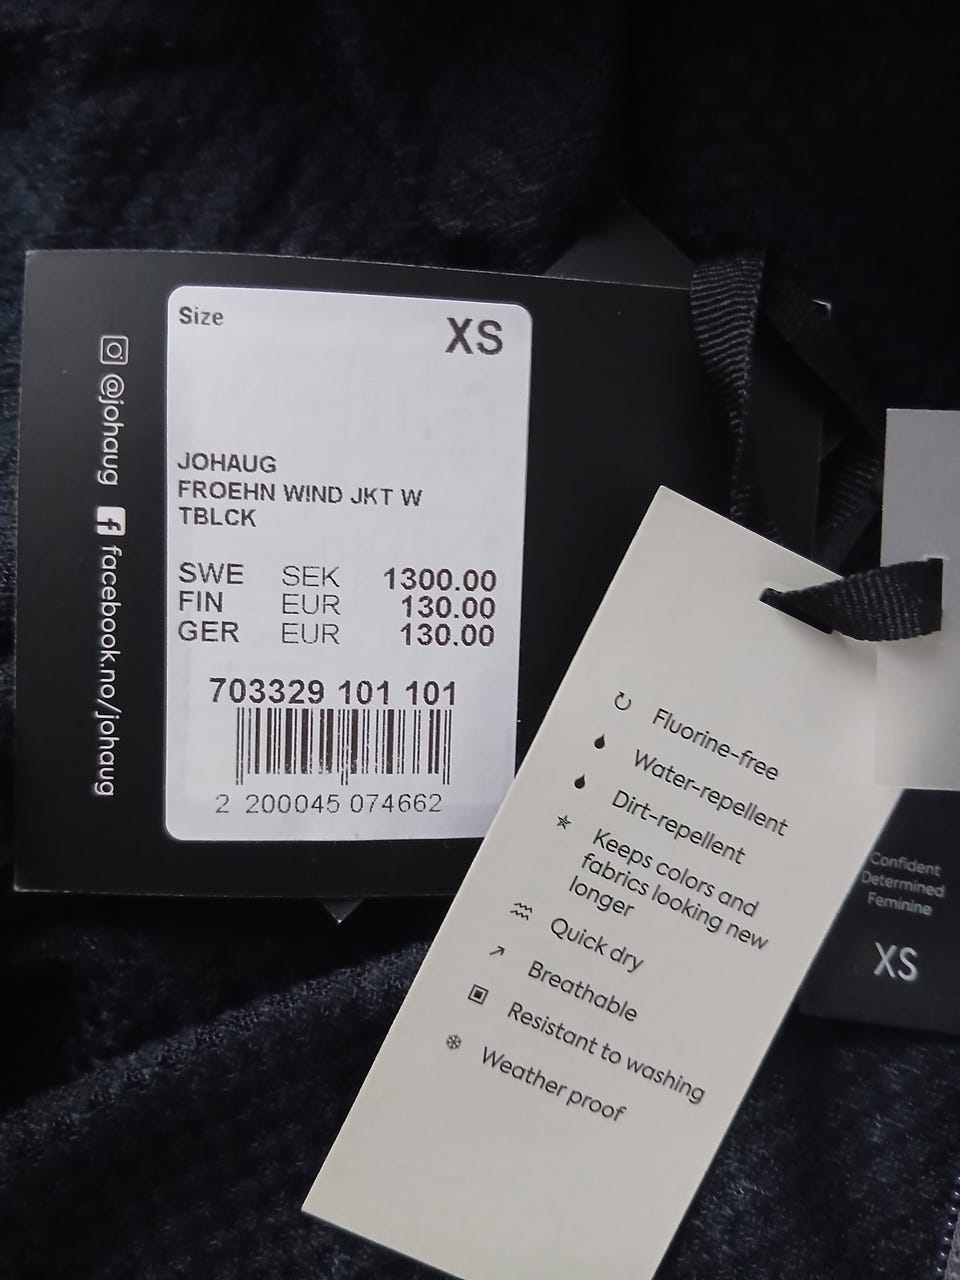 @johaug facebook.no/johaug
Size XS
JOHAUG
FROEHN WIND JKT W
TBLCK
SWE SEK 1300.00
FIN EUR 130.00
GER EUR 130.00
703329 101 101
2 200045 074662
Fluorine-free
Water-repellent
Dirt-repellent
Keeps colors and
fabrics looking new
longer
Quick dry
Breathable
Resistant to washing
Weather proof
Confident
Determined
Feminine
XS